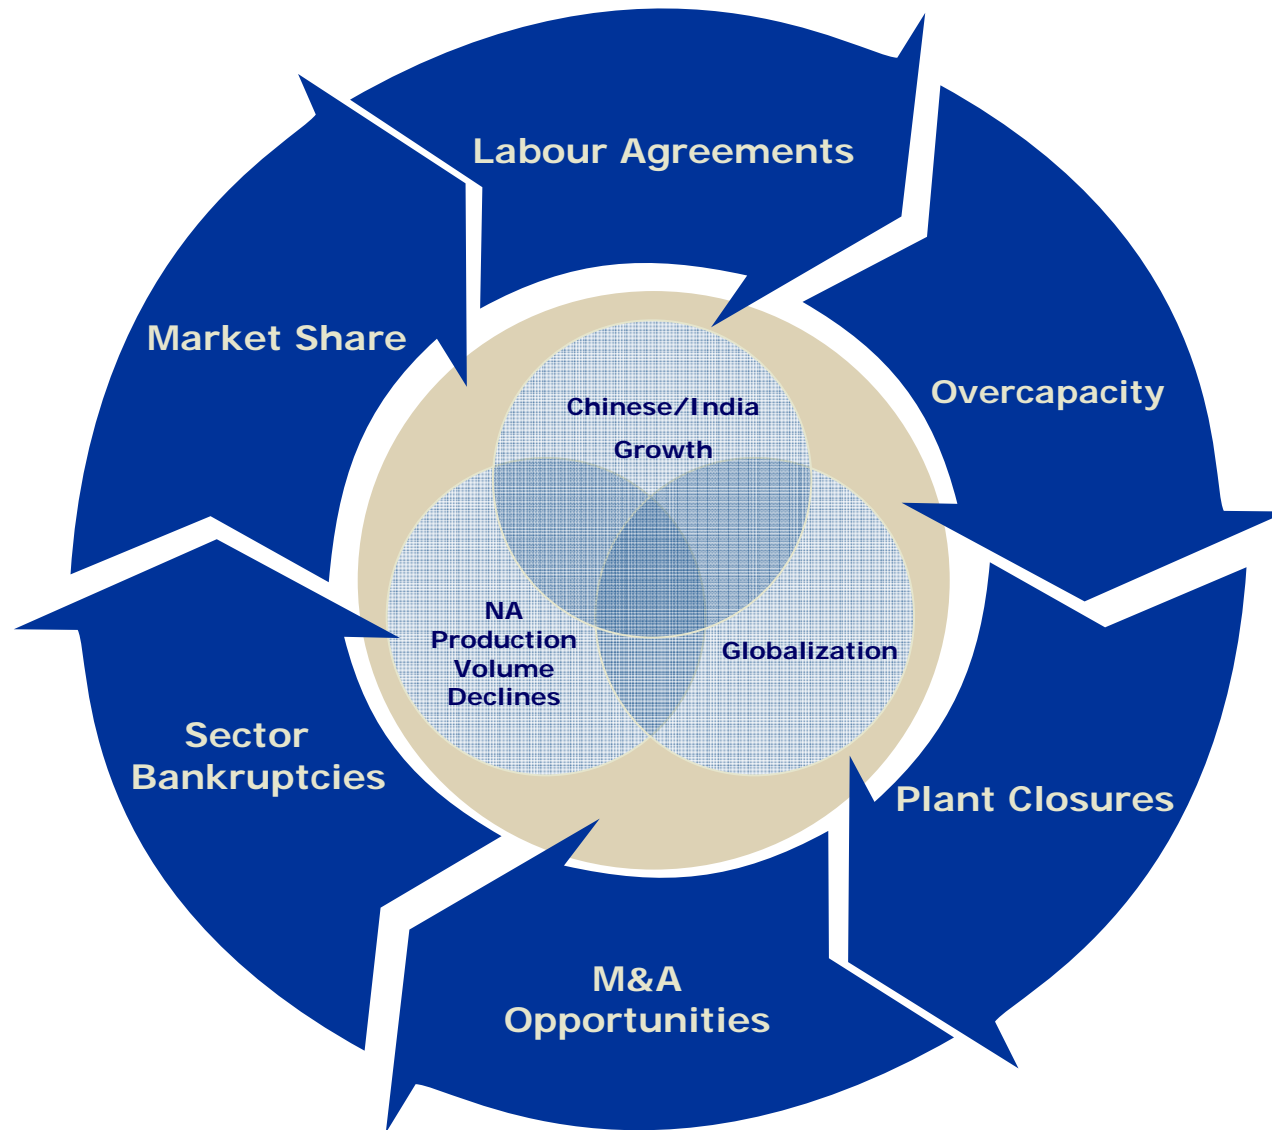 Labour Agreements
Market Share
Overcapacity
Chinese/India
Growth
NA
Production
Volume
Declines
Globalization
Sector
Bankruptcies
Plant Closures
M&A
Opportunities